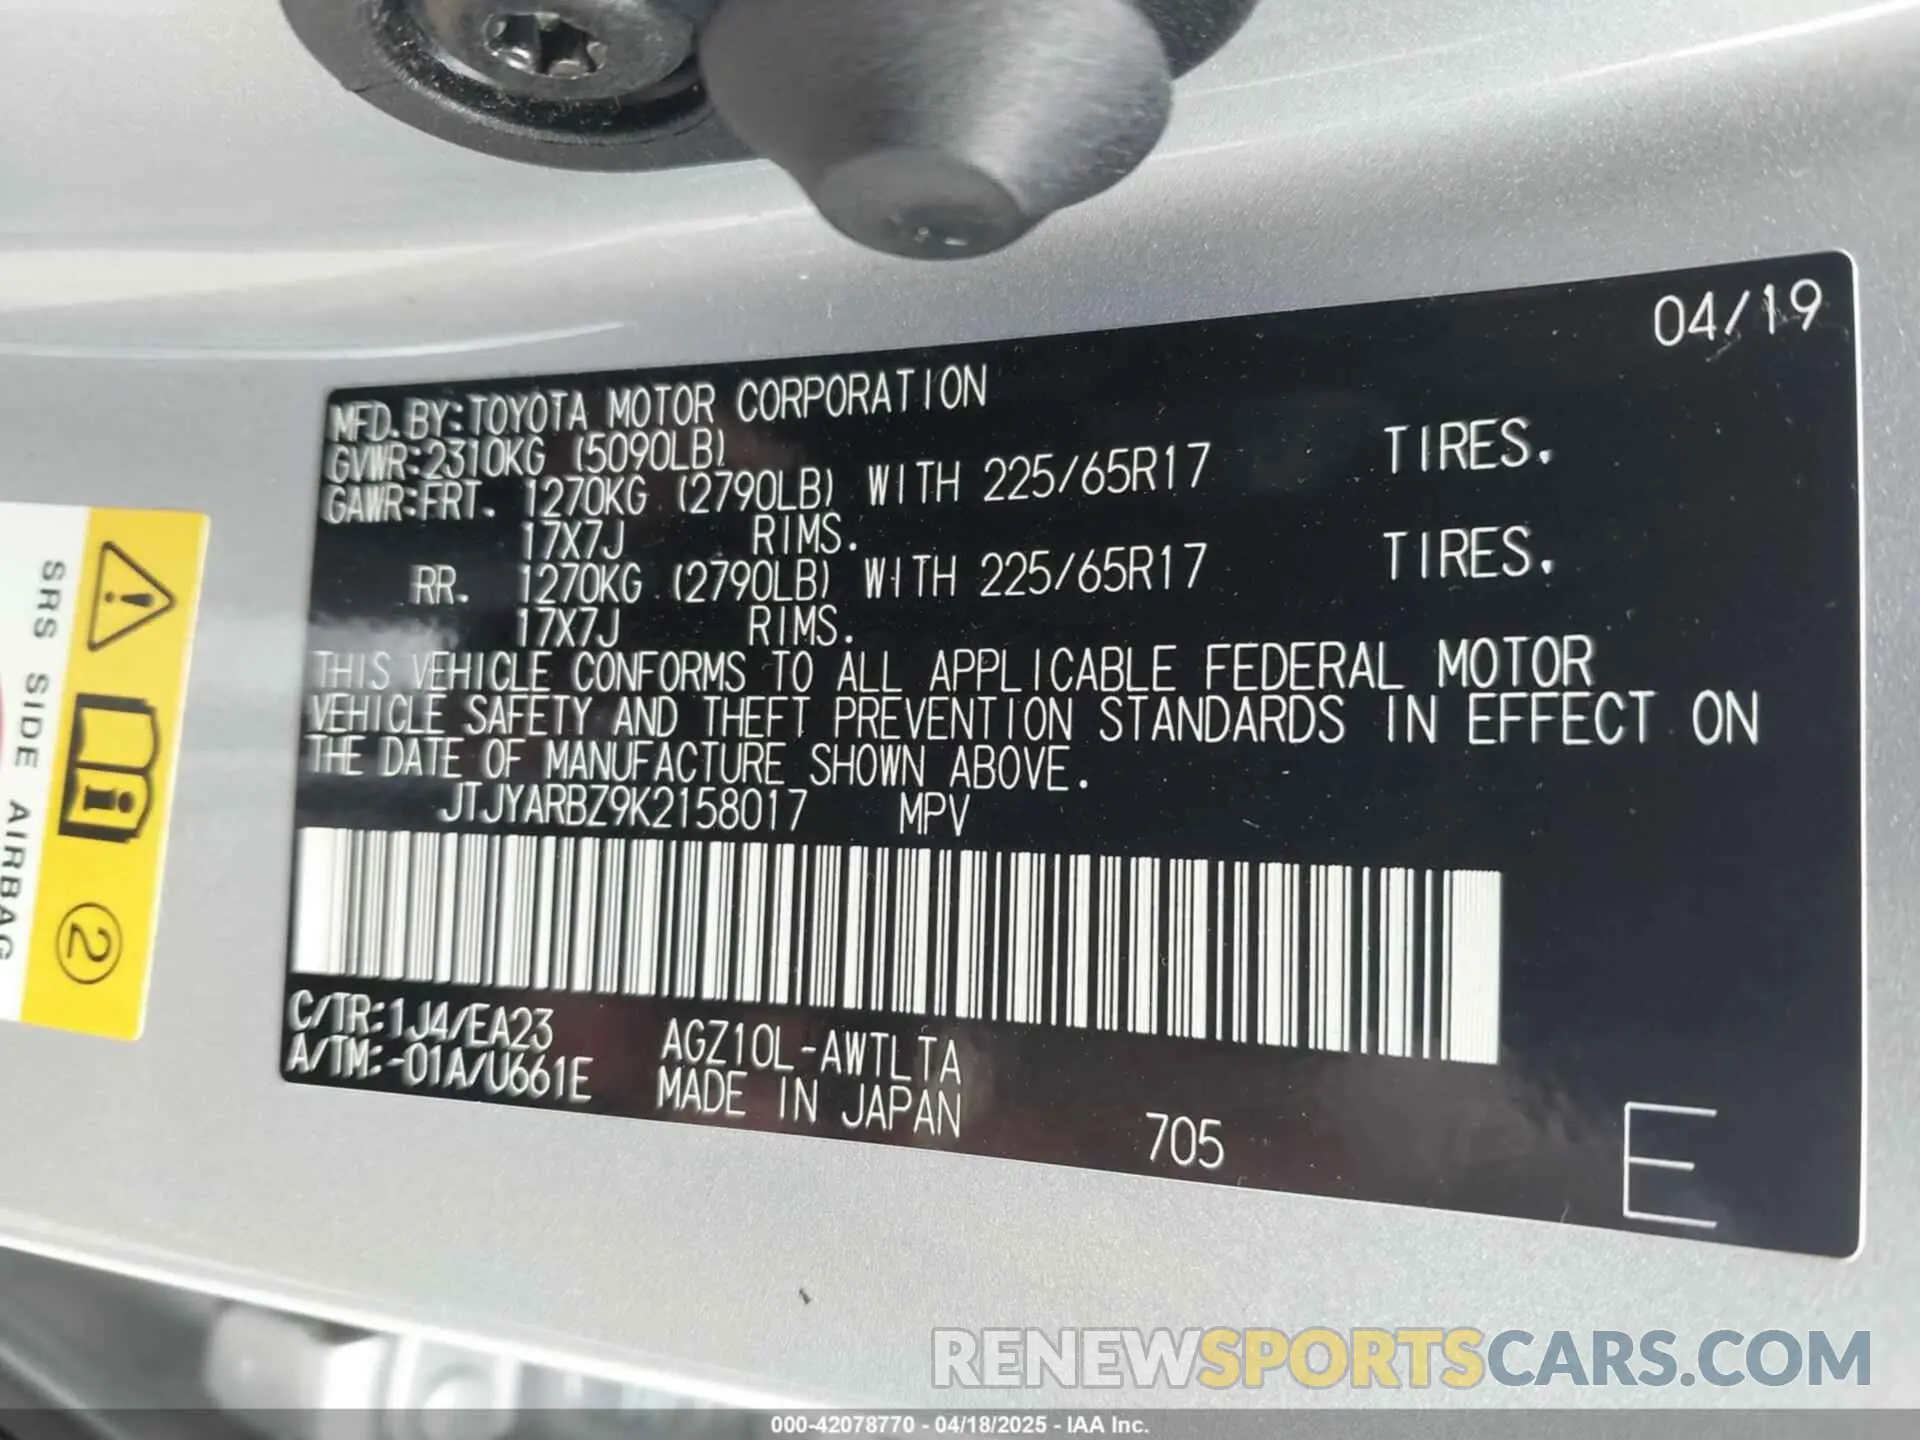 04/19
MFD.BY:TOYOTA MOTOR CORPORATION
GVWR:2310KG (5090LB)
GAWR:FRT. 1270KG (2790LB) WITH 225/65R17 TIRES.
17X7J RIMS.
RR. 1270KG (2790LB) WITH 225/65R17 TIRES.
17X7J RIMS.
THIS VEHICLE CONFORMS TO ALL APPLICABLE FEDERAL MOTOR
VEHICLE SAFETY AND THEFT PREVENTION STANDARDS IN EFFECT ON
THE DATE OF MANUFACTURE SHOWN ABOVE.
JTJYARBZ9K2158017 MPV
C/TR:1J4/EA23 AGZ10L-AWTLTA
A/TM:-01A/U661E MADE IN JAPAN
705
E
SRS SIDE AIRBAG
2
RENEWSPORTSCARS.COM
000-42078770 - 04/18/2025 - IAA Inc.